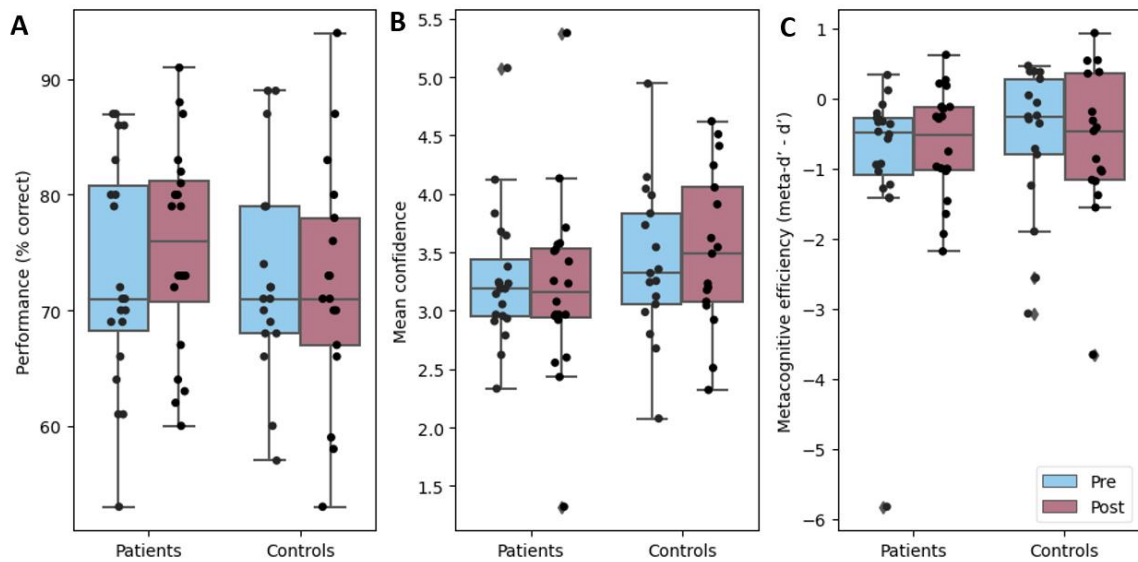 A
Performance (% correct)
90
80
70
60
Patients
Controls
B
Mean confidence
5.5
5.0
4.5
4.0
3.5
3.0
2.5
2.0
1.5
Patients
Controls
C
Metacognitive efficiency (meta-d’ - d’)
1
0
−1
−2
−3
−4
−5
−6
Pre
Post
Patients
Controls